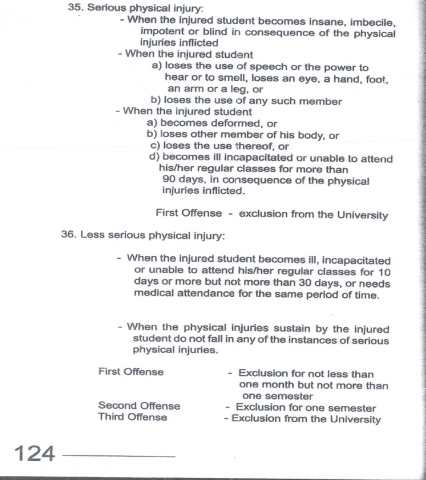 35. Serious physical injury:
- When the injured student becomes insane, imbecile,
impotent or blind in consequence of the physical
injuries inflicted
- When the injured student
a) loses the use of speech or the power to
hear or to smell, loses an eye, a hand, foot,
an arm or a leg, or
b) loses the use of any such member
- When the injured student
a) becomes deformed, or
b) loses other member of his body, or
c) loses the use thereof, or
d) becomes ill incapacitated or unable to attend
his/her regular classes for more than
90 days, in consequence of the physical
injuries inflicted.
First Offense - exclusion from the University
36. Less serious physical injury:
- When the injured student becomes ill, incapacitated
or unable to attend his/her regular classes for 10
days or more but not more than 30 days, or needs
medical attendance for the same period of time.
- When the physical injuries sustain by the injured
student do not fall in any of the instances of serious
physical injuries.
First Offense - Exclusion for not less than
one month but not more than
one semester
Second Offense - Exclusion for one semester
Third Offense - Exclusion from the University
124